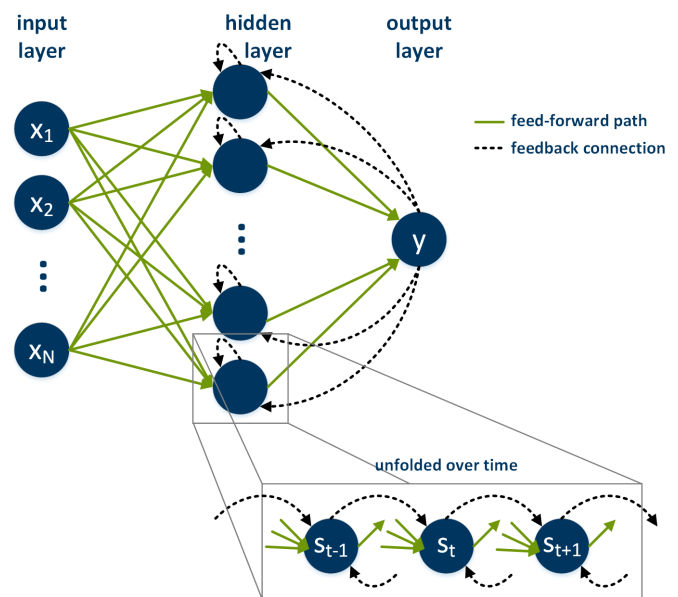 input
layer
hidden
layer
output
layer
x1
x2
xN
y
feed-forward path
feedback connection
unfolded over time
st-1
st
st+1